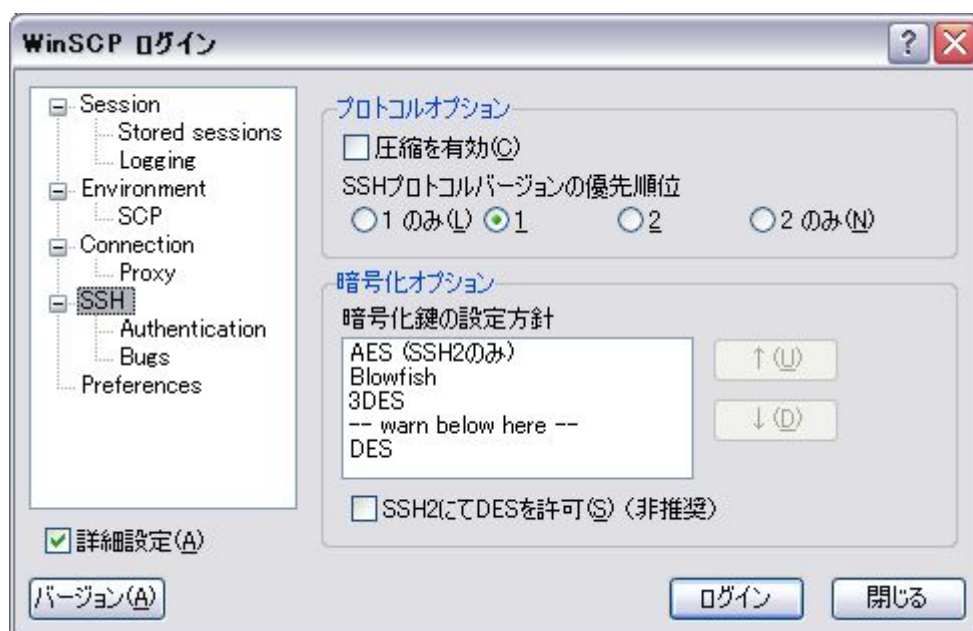 WinSCP ログイン
Session
Stored sessions
Logging
Environment
SCP
Connection
Proxy
SSH
Authentication
Bugs
Preferences
詳細設定(A)
プロトコルオプション
圧縮を有効(C)
SSHプロトコルバージョンの優先順位
1 のみ(L) 1 2 2 のみ(N)
暗号化オプション
暗号化鍵の設定方針
AES (SSH2のみ)
Blowfish
3DES
-- warn below here --
DES
↑(U)
↓(D)
SSH2にてDESを許可(S) (非推奨)
バージョン(A) ログイン 閉じる